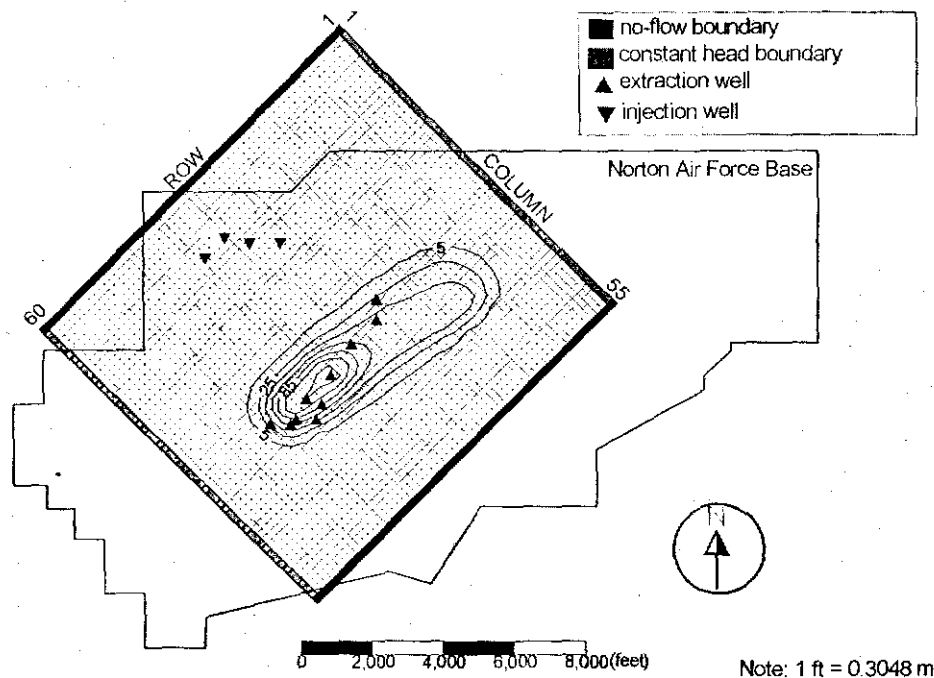 no-flow boundary
constant head boundary
extraction well
injection well
1
1
ROW
COLUMN
Norton Air Force Base
5
60
55
25
55
5
N
0 2,000 4,000 6,000 8,000(feet)
Note: 1 ft = 0.3048 m